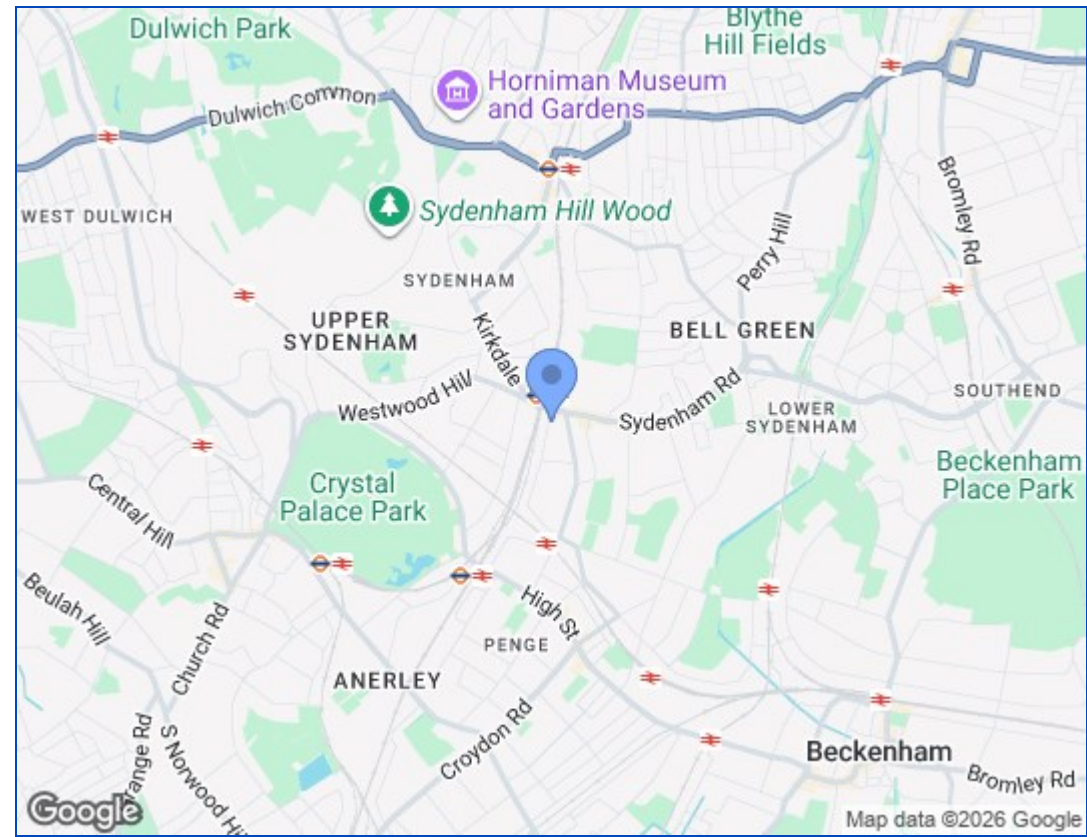 Dulwich Park
Blythe
Hill Fields
Horniman Museum
and Gardens
Dulwich Common
Bromley Rd
WEST DULWICH
Sydenham Hill Wood
Perry Hill
SYDENHAM
UPPER
SYDENHAM
Kirkdale
BELL GREEN
Westwood Hill
Sydenham Rd
SOUTHEND
LOWER
SYDENHAM
Crystal
Palace Park
Beckenham
Place Park
Central Hill
Beulah Hill
Church Rd
High St
PENGE
ANERLEY
Croydon Rd
range Rd
S Norwood Hi
Beckenham
Bromley Rd
Google
Map data ©2026 Google